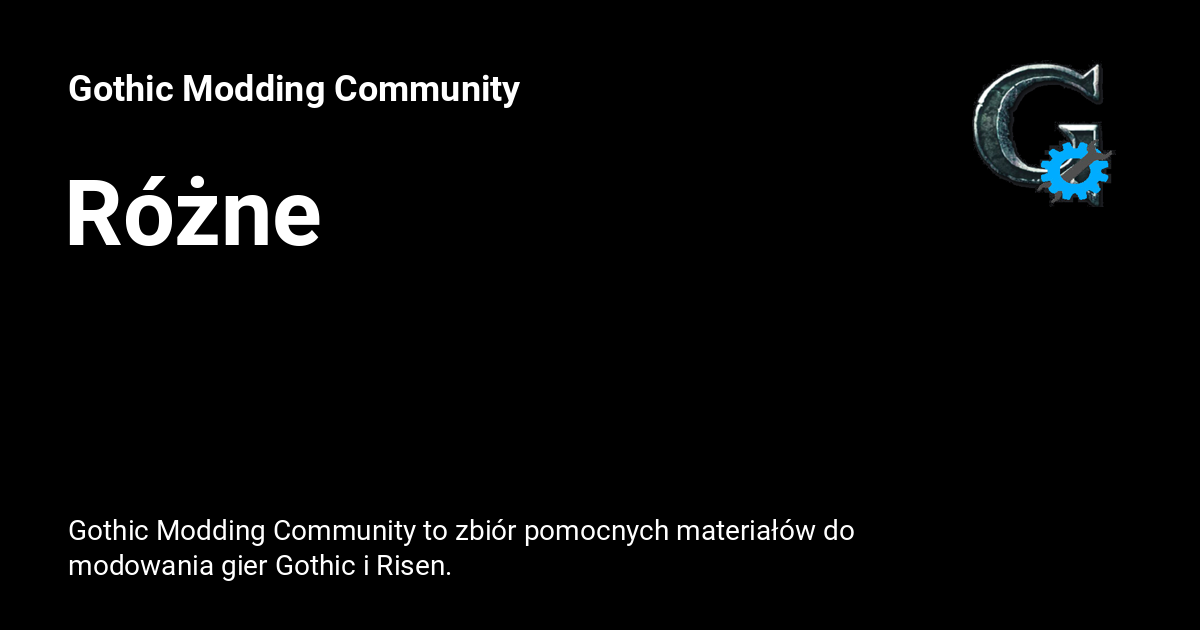 Gothic Modding Community
Różne
Gothic Modding Community to zbiór pomocnych materiałów do
modowania gier Gothic i Risen.